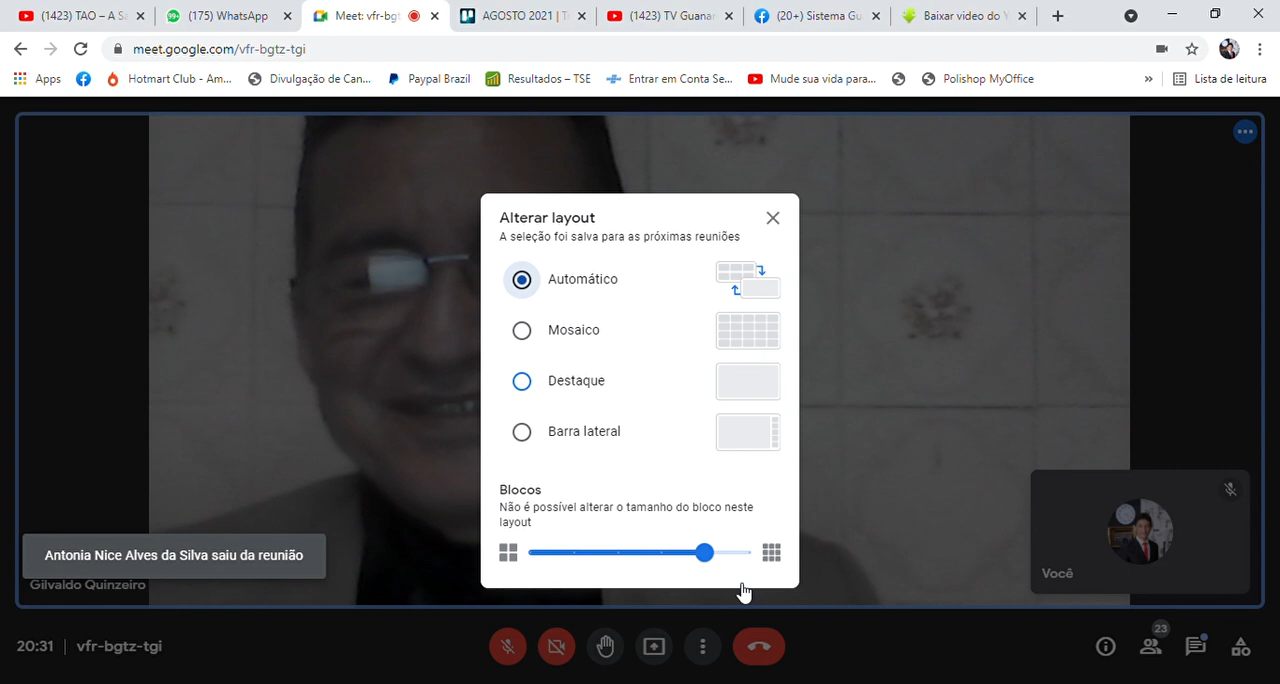 (1423) TAO – A Sa
(175) WhatsApp
Meet: vfr-bgt
AGOSTO 2021 | T
(1423) TV Guanar
(20+) Sistema Gu
Baixar video do Y
meet.google.com/vfr-bgtz-tgi
Apps
Hotmart Club - Am...
Divulgação de Can...
Paypal Brazil
Resultados – TSE
Entrar em Conta Se...
Mude sua vida para...
Polishop MyOffice
»
Lista de leitura
Alterar layout
A seleção foi salva para as próximas reuniões
Automático
Mosaico
Destaque
Barra lateral
Blocos
Não é possível alterar o tamanho do bloco neste
layout
Antonia Nice Alves da Silva saiu da reunião
Gilvaldo Quinzeiro
Você
20:31 | vfr-bgtz-tgi
23